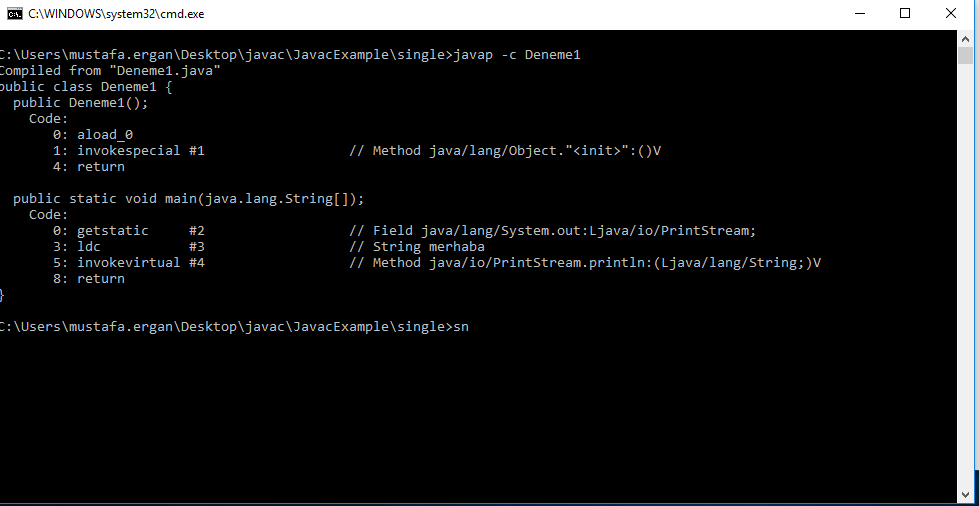 C:\WINDOWS\system32\cmd.exe
C:\Users\mustafa.ergan\Desktop\javac\JavacExample\single>javap -c Deneme1
Compiled from "Deneme1.java"
public class Deneme1 {
  public Deneme1();
    Code:
       0: aload_0
       1: invokespecial #1                  // Method java/lang/Object."<init>":()V
       4: return
  public static void main(java.lang.String[]);
    Code:
       0: getstatic     #2                  // Field java/lang/System.out:Ljava/io/PrintStream;
       3: ldc           #3                  // String merhaba
       5: invokevirtual #4                  // Method java/io/PrintStream.println:(Ljava/lang/String;)V
       8: return
}
C:\Users\mustafa.ergan\Desktop\javac\JavacExample\single>sn